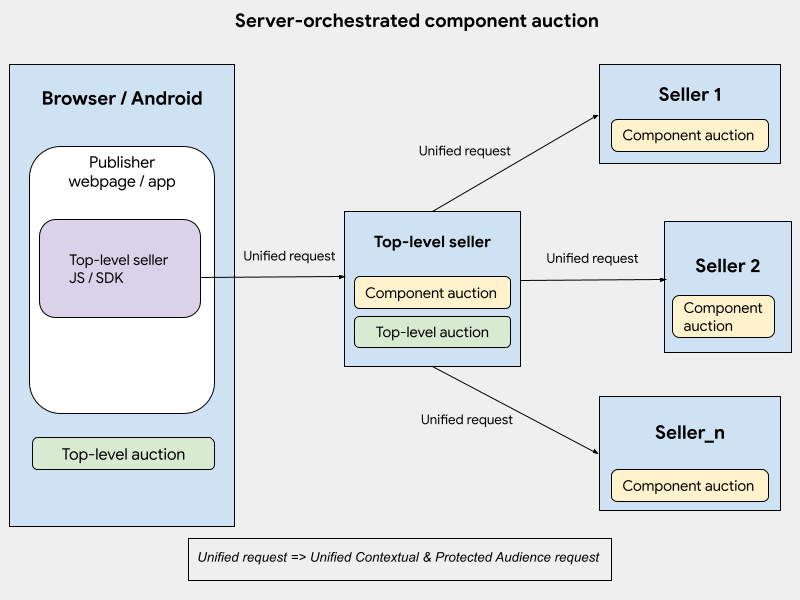 Server-orchestrated component auction
Browser / Android
Publisher
webpage / app
Top-level seller
JS / SDK
Top-level auction
Unified request
Top-level seller
Component auction
Top-level auction
Unified request
Unified request
Unified request
Seller 1
Component auction
Seller 2
Component
auction
Seller_n
Component auction
Unified request => Unified Contextual & Protected Audience request